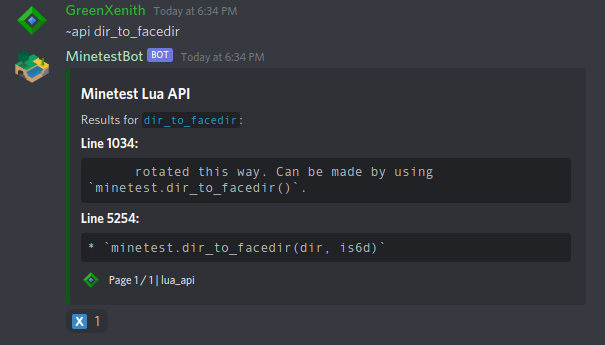 GreenXenith Today at 6:34 PM
~api dir_to_facedir
MinetestBot BOT Today at 6:34 PM
Minetest Lua API
Results for dir_to_facedir:
Line 1034:
rotated this way. Can be made by using
`minetest.dir_to_facedir()`.
Line 5254:
* `minetest.dir_to_facedir(dir, is6d)`
Page 1 / 1 | lua_api
X 1